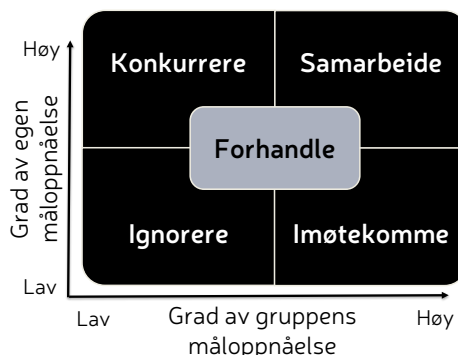 Høy
Konkurrere
Samarbeide
Grad av egen
måloppnåelse
Forhandle
Ignorere
Imøtekomme
Lav
Lav
Grad av gruppens
måloppnåelse
Høy